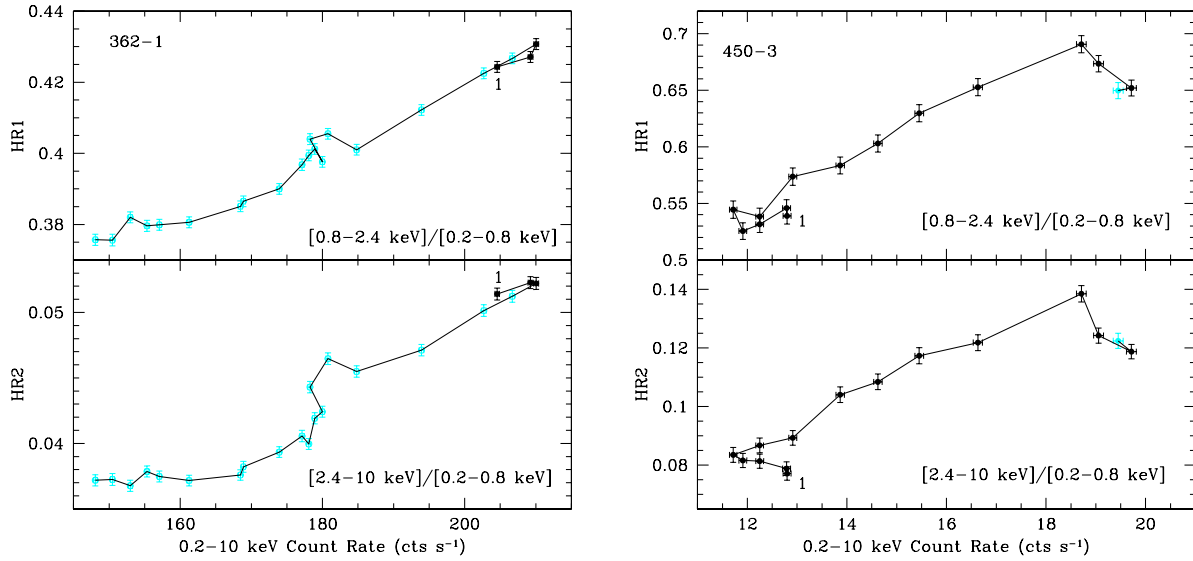 362−1
HR1
0.44
0.42
0.4
0.38
1
[0.8−2.4 keV]/[0.2−0.8 keV]
HR2
0.05
0.04
1
[2.4−10 keV]/[0.2−0.8 keV]
160 180 200
0.2−10 keV Count Rate (cts s⁻¹)
450−3
HR1
0.7
0.65
0.6
0.55
0.5
1
[0.8−2.4 keV]/[0.2−0.8 keV]
HR2
0.14
0.12
0.1
0.08
1
[2.4−10 keV]/[0.2−0.8 keV]
12 14 16 18 20
0.2−10 keV Count Rate (cts s⁻¹)